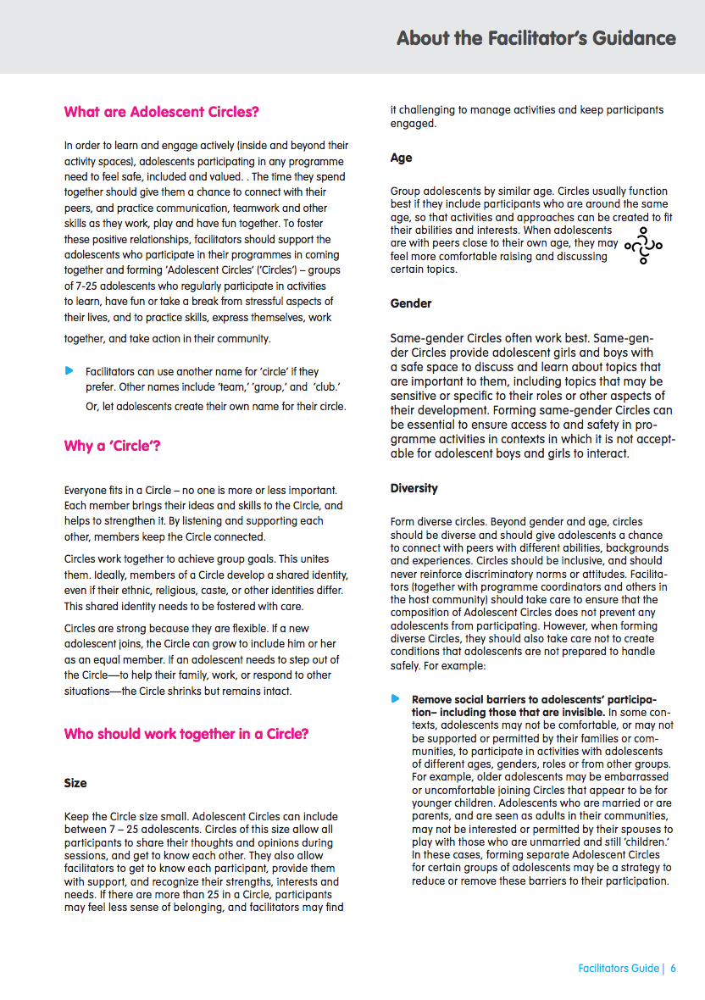 About the Facilitator's Guidance
What are Adolescent Circles?
In order to learn and engage actively (inside and beyond their
activity spaces), adolescents participating in any programme
need to feel safe, included and valued. . The time they spend
together should give them a chance to connect with their
peers, and practice communication, teamwork and other
skills as they work, play and have fun together. To foster
these positive relationships, facilitators should support the
adolescents who participate in their programmes in coming
together and forming 'Adolescent Circles' ('Circles') – groups
of 7-25 adolescents who regularly participate in activities
to learn, have fun or take a break from stressful aspects of
their lives, and to practice skills, express themselves, work
together, and take action in their community.
Facilitators can use another name for 'circle' if they
prefer. Other names include 'team,' 'group,' and 'club.'
Or, let adolescents create their own name for their circle.
Why a 'Circle'?
Everyone fits in a Circle – no one is more or less important.
Each member brings their ideas and skills to the Circle, and
helps to strengthen it. By listening and supporting each
other, members keep the Circle connected.
Circles work together to achieve group goals. This unites
them. Ideally, members of a Circle develop a shared identity,
even if their ethnic, religious, caste, or other identities differ.
This shared identity needs to be fostered with care.
Circles are strong because they are flexible. If a new
adolescent joins, the Circle can grow to include him or her
as an equal member. If an adolescent needs to step out of
the Circle—to help their family, work, or respond to other
situations—the Circle shrinks but remains intact.
Who should work together in a Circle?
Size
Keep the Circle size small. Adolescent Circles can include
between 7 – 25 adolescents. Circles of this size allow all
participants to share their thoughts and opinions during
sessions, and get to know each other. They also allow
facilitators to get to know each participant, provide them
with support, and recognize their strengths, interests and
needs. If there are more than 25 in a Circle, participants
may feel less sense of belonging, and facilitators may find
it challenging to manage activities and keep participants
engaged.
Age
Group adolescents by similar age. Circles usually function
best if they include participants who are around the same
age, so that activities and approaches can be created to fit
their abilities and interests. When adolescents
are with peers close to their own age, they may
feel more comfortable raising and discussing
certain topics.
Gender
Same-gender Circles often work best. Same-gen-
der Circles provide adolescent girls and boys with
a safe space to discuss and learn about topics that
are important to them, including topics that may be
sensitive or specific to their roles or other aspects of
their development. Forming same-gender Circles can
be essential to ensure access to and safety in pro-
gramme activities in contexts in which it is not accept-
able for adolescent boys and girls to interact.
Diversity
Form diverse circles. Beyond gender and age, circles
should be diverse and should give adolescents a chance
to connect with peers with different abilities, backgrounds
and experiences. Circles should be inclusive, and should
never reinforce discriminatory norms or attitudes. Facilita-
tors (together with programme coordinators and others in
the host community) should take care to ensure that the
composition of Adolescent Circles does not prevent any
adolescents from participating. However, when forming
diverse Circles, they should also take care not to create
conditions that adolescents are not prepared to handle
safely. For example:
Remove social barriers to adolescents' participa-
tion– including those that are invisible. In some con-
texts, adolescents may not be comfortable, or may not
be supported or permitted by their families or com-
munities, to participate in activities with adolescents
of different ages, genders, roles or from other groups.
For example, older adolescents may be embarrassed
or uncomfortable joining Circles that appear to be for
younger children. Adolescents who are married or are
parents, and are seen as adults in their communities,
may not be interested or permitted by their spouses to
play with those who are unmarried and still 'children.'
In these cases, forming separate Adolescent Circles
for certain groups of adolescents may be a strategy to
reduce or remove these barriers to their participation.
Facilitators Guide | 6